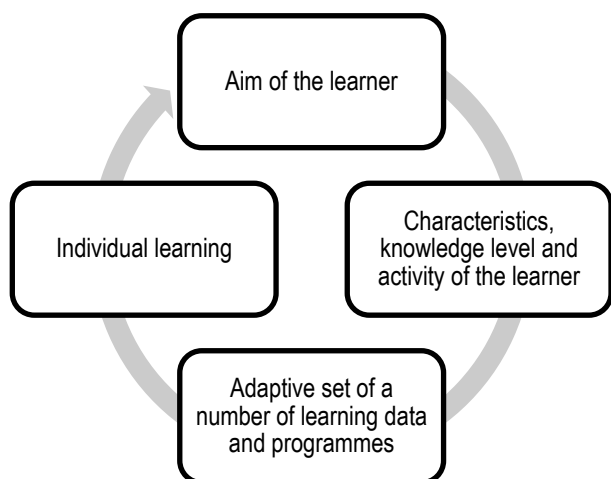 Aim of the learner
Characteristics,
knowledge level and
activity of the learner
Adaptive set of a
number of learning data
and programmes
Individual learning